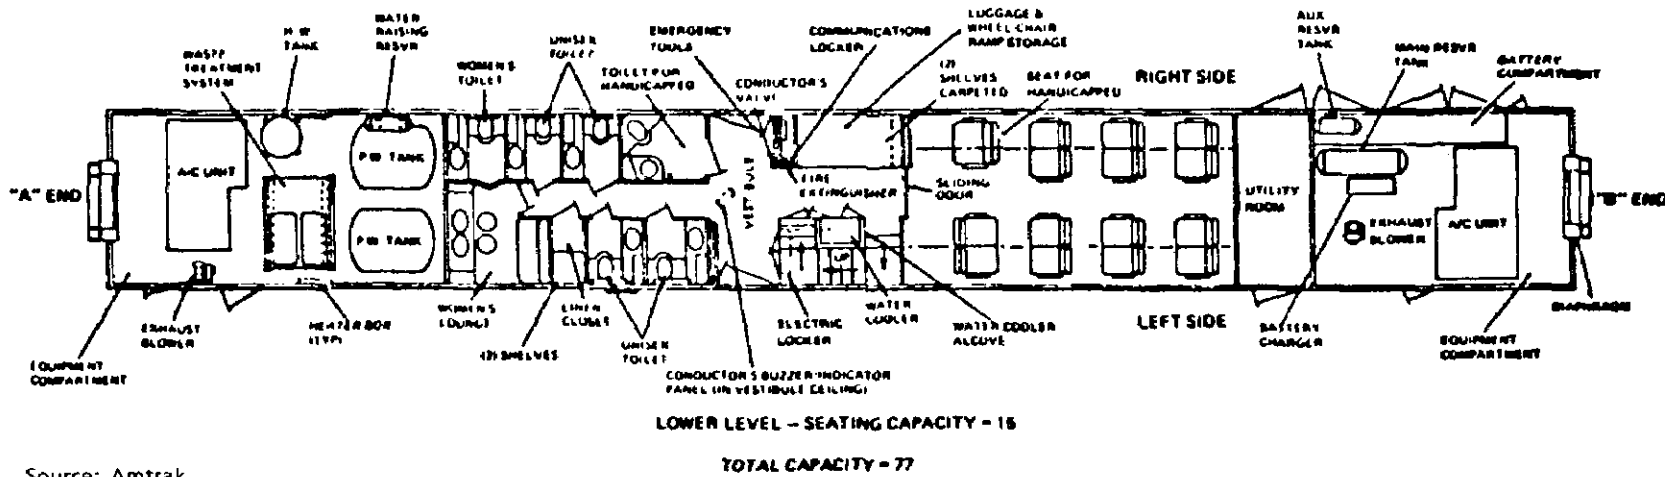 H W
TANK
WATER
RAISING
RESVR
WASTE
TREATMENT
SYSTEM
WOMEN'S
TOILET
UNISEX
TOILET
TOILET FOR
HANDICAPPED
EMERGENCY
TOOLS
CONDUCTOR'S
VALVE
COMMUNICATIONS
LOCKER
LUGGAGE &
WHEEL CHAIR
RAMP STORAGE
(2)
SHELVES
CARPETED
SEAT FOR
HANDICAPPED
RIGHT SIDE
AUX
RESVR
TANK
MAIN RESVR
TANK
BATTERY
COMPARTMENT
"A" END
A/C UNIT
P W TANK
P W TANK
VESTIBULE
FIRE
EXTINGUISHER
SLIDING
DOOR
UTILITY
ROOM
EXHAUST
BLOWER
A/C UNIT
"B" END
UP
EQUIPMENT
COMPARTMENT
EXHAUST
BLOWER
HEATER BOX
(TYP)
WOMEN'S
LOUNGE
(2) SHELVES
LINEN
CLOSET
UNISEX
TOILET
CONDUCTOR'S BUZZER-INDICATOR
PANEL (IN VESTIBULE CEILING)
ELECTRIC
LOCKER
WATER
COOLER
WATER COOLER
ALCOVE
LEFT SIDE
BATTERY
CHARGER
EQUIPMENT
COMPARTMENT
DIAPHRAGM
LOWER LEVEL – SEATING CAPACITY = 15
TOTAL CAPACITY = 77
Source: Amtrak